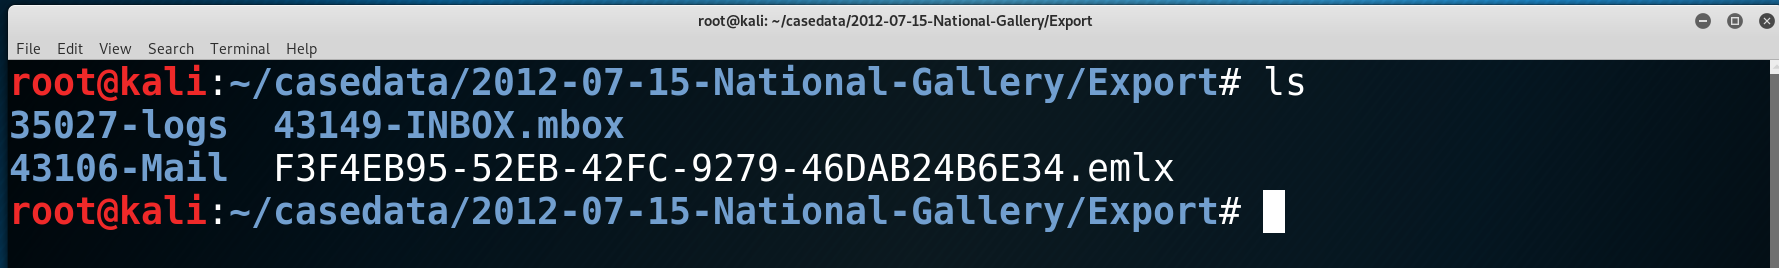 root@kali: ~/casedata/2012-07-15-National-Gallery/Export
File Edit View Search Terminal Help
root@kali:~/casedata/2012-07-15-National-Gallery/Export# ls
35027-logs  43149-INBOX.mbox
43106-Mail  F3F4EB95-52EB-42FC-9279-46DAB24B6E34.emlx
root@kali:~/casedata/2012-07-15-National-Gallery/Export#